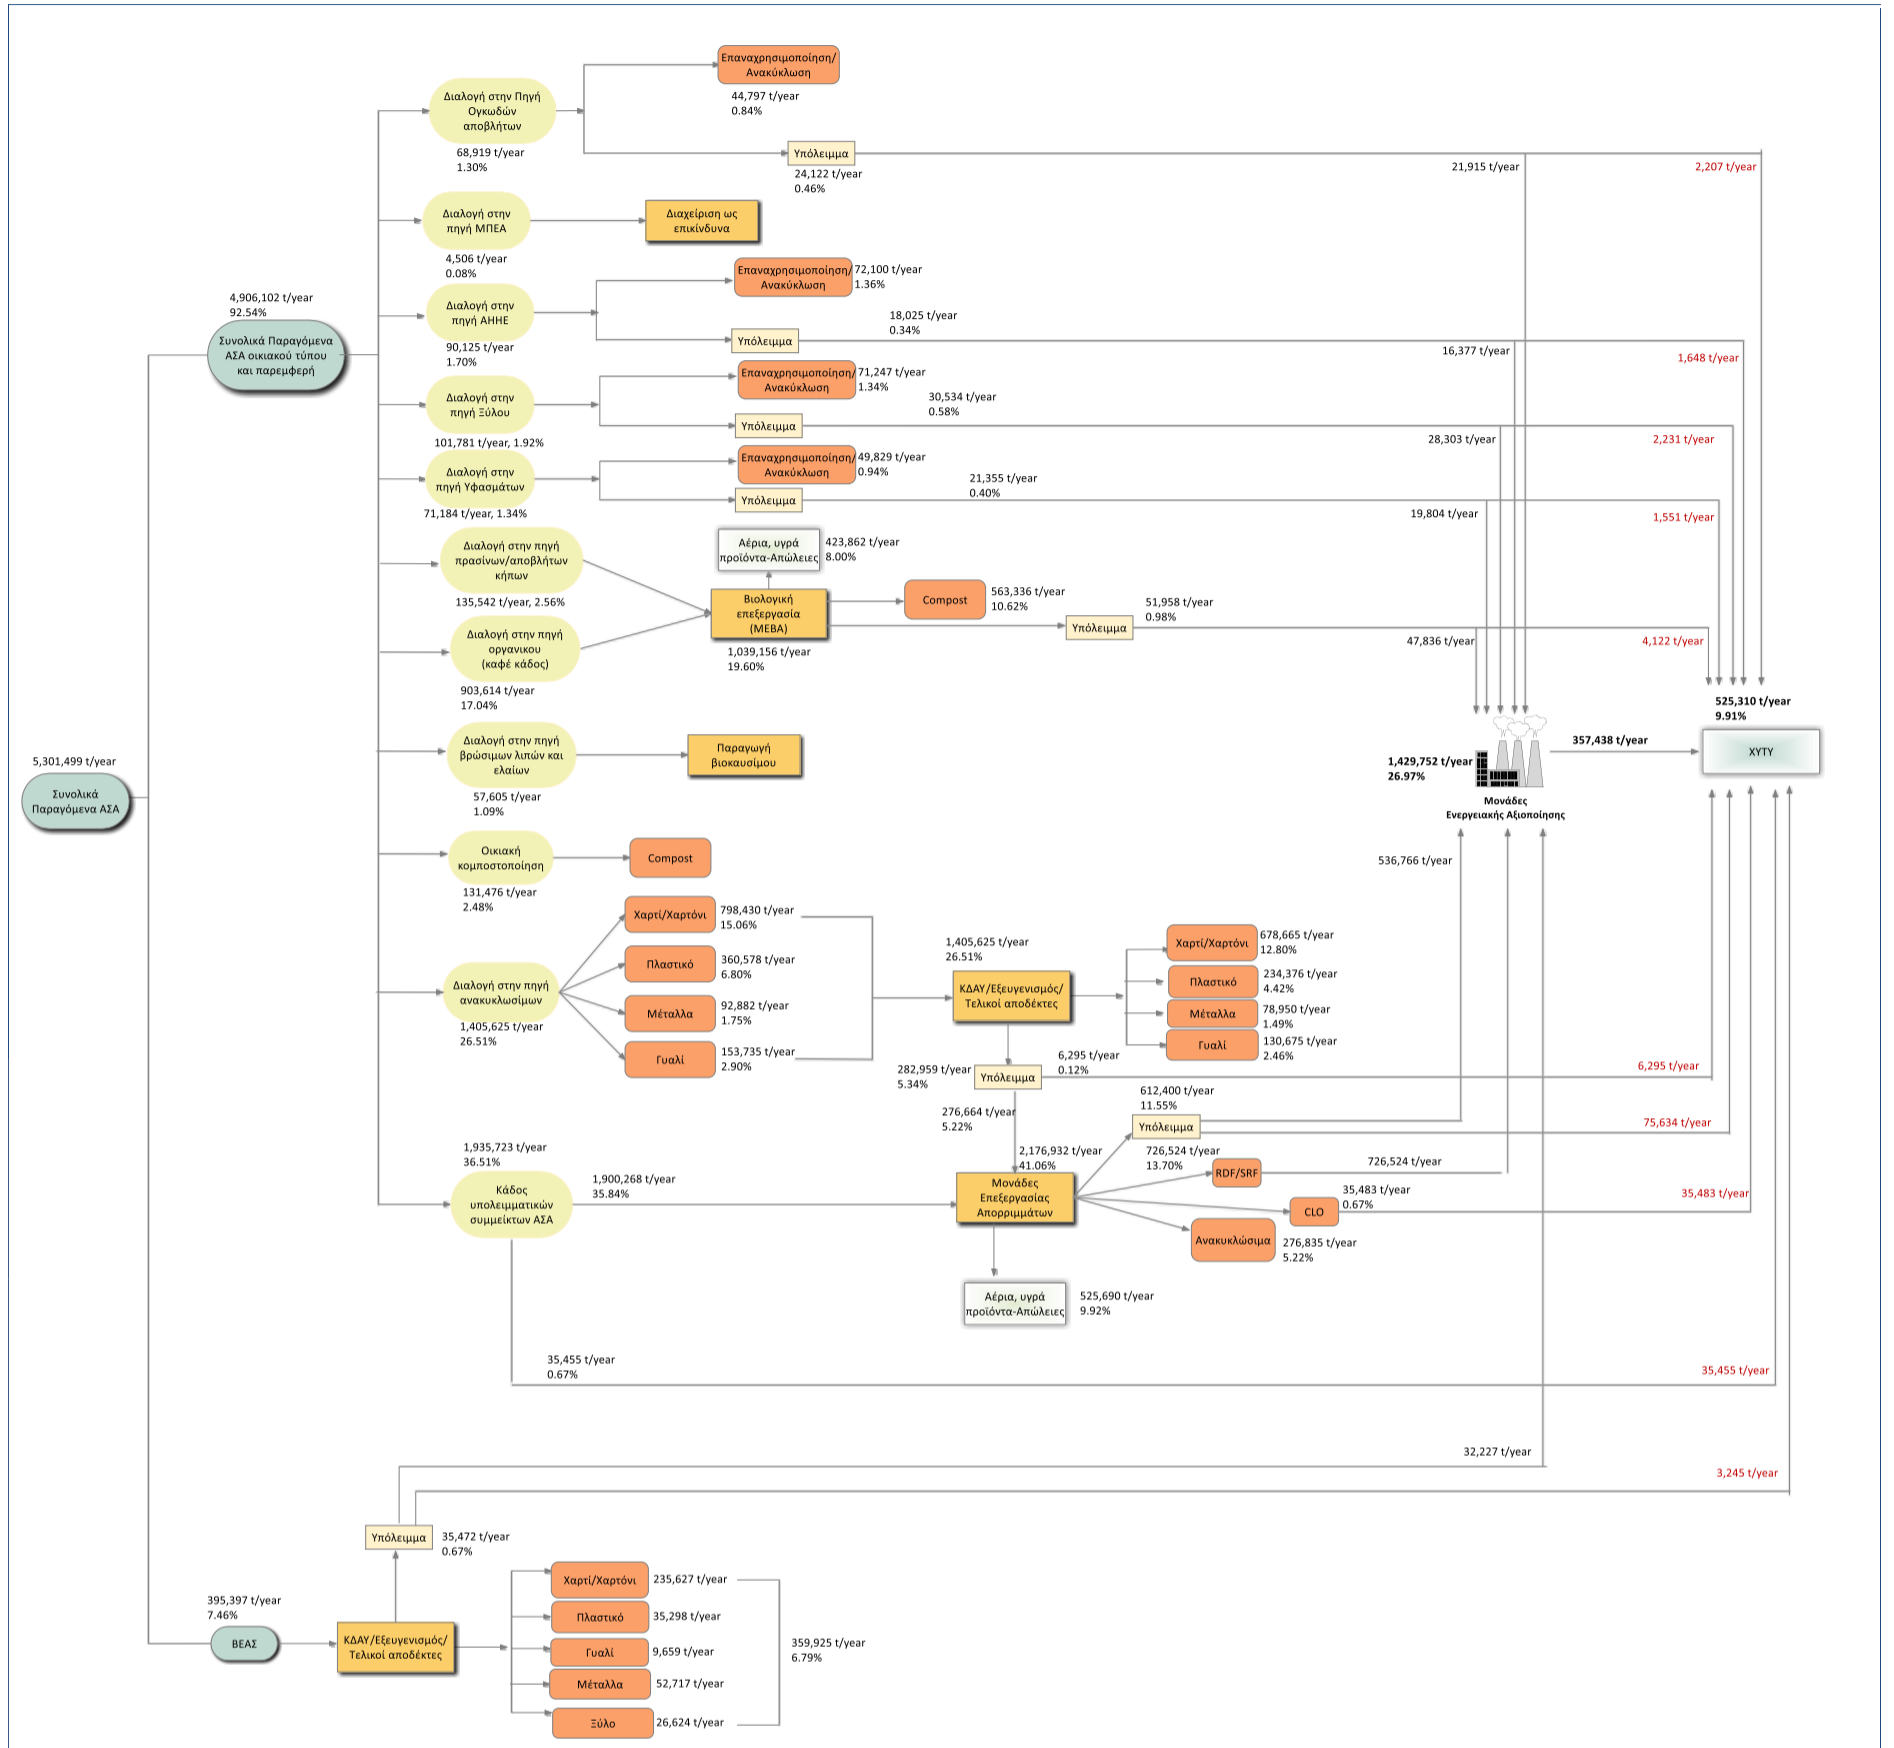 Επαναχρησιμοποίηση/
Ανακύκλωση
44,797 t/year
0.84%
Διαλογή στην Πηγή
Ογκωδών
αποβλήτων
68,919 t/year
1.30%
Υπόλειμμα
24,122 t/year
0.46%
21,915 t/year
2,207 t/year
Διαλογή στην
πηγή ΜΠΕΑ
4,506 t/year
0.08%
Διαχείριση ως
επικίνδυνα
4,906,102 t/year
92.54%
Συνολικά Παραγόμενα
ΑΣΑ οικιακού τύπου
και παρεμφερή
Διαλογή στην
πηγή ΑΗΗΕ
90,125 t/year
1.70%
Επαναχρησιμοποίηση/
Ανακύκλωση
72,100 t/year
1.36%
Υπόλειμμα
18,025 t/year
0.34%
16,377 t/year
1,648 t/year
Διαλογή στην
πηγή Ξύλου
101,781 t/year, 1.92%
Επαναχρησιμοποίηση/
Ανακύκλωση
71,247 t/year
1.34%
Υπόλειμμα
30,534 t/year
0.58%
28,303 t/year
2,231 t/year
Διαλογή στην
πηγή Υφασμάτων
71,184 t/year, 1.34%
Επαναχρησιμοποίηση/
Ανακύκλωση
49,829 t/year
0.94%
Υπόλειμμα
21,355 t/year
0.40%
19,804 t/year
1,551 t/year
Διαλογή στην πηγή
πρασίνων/αποβλήτων
κήπων
135,542 t/year, 2.56%
Αέρια, υγρά
προϊόντα-Απώλειες
423,862 t/year
8.00%
Βιολογική
επεξεργασία
(ΜΕΒΑ)
1,039,156 t/year
19.60%
Compost
563,336 t/year
10.62%
Υπόλειμμα
51,958 t/year
0.98%
47,836 t/year
4,122 t/year
Διαλογή στην πηγή
οργανικου
(καφέ κάδος)
903,614 t/year
17.04%
525,310 t/year
9.91%
ΧΥΤΥ
357,438 t/year
1,429,752 t/year
26.97%
Μονάδες
Ενεργειακής Αξιοποίησης
Διαλογή στην πηγή
βρώσιμων λιπών και
ελαίων
57,605 t/year
1.09%
Παραγωγή
βιοκαυσίμου
5,301,499 t/year
Συνολικά
Παραγόμενα ΑΣΑ
Οικιακή
κομποστοποίηση
131,476 t/year
2.48%
Compost
536,766 t/year
Διαλογή στην πηγή
ανακυκλωσίμων
1,405,625 t/year
26.51%
Χαρτί/Χαρτόνι
798,430 t/year
15.06%
Πλαστικό
360,578 t/year
6.80%
Μέταλλα
92,882 t/year
1.75%
Γυαλί
153,735 t/year
2.90%
1,405,625 t/year
26.51%
ΚΔΑΥ/Εξευγενισμός/
Τελικοί αποδέκτες
Χαρτί/Χαρτόνι
678,665 t/year
12.80%
Πλαστικό
234,376 t/year
4.42%
Μέταλλα
78,950 t/year
1.49%
Γυαλί
130,675 t/year
2.46%
282,959 t/year
5.34%
Υπόλειμμα
6,295 t/year
0.12%
6,295 t/year
276,664 t/year
5.22%
612,400 t/year
11.55%
Υπόλειμμα
75,634 t/year
1,935,723 t/year
36.51%
Κάδος
υπολειμματικών
συμμείκτων ΑΣΑ
1,900,268 t/year
35.84%
2,176,932 t/year
41.06%
Μονάδες
Επεξεργασίας
Απορριμμάτων
726,524 t/year
13.70%
RDF/SRF
726,524 t/year
35,483 t/year
0.67%
CLO
35,483 t/year
Ανακυκλώσιμα
276,835 t/year
5.22%
Αέρια, υγρά
προϊόντα-Απώλειες
525,690 t/year
9.92%
35,455 t/year
0.67%
35,455 t/year
32,227 t/year
3,245 t/year
Υπόλειμμα
35,472 t/year
0.67%
395,397 t/year
7.46%
ΒΕΑΣ
ΚΔΑΥ/Εξευγενισμός/
Τελικοί αποδέκτες
Χαρτί/Χαρτόνι
235,627 t/year
Πλαστικό
35,298 t/year
Γυαλί
9,659 t/year
Μέταλλα
52,717 t/year
Ξύλο
26,624 t/year
359,925 t/year
6.79%